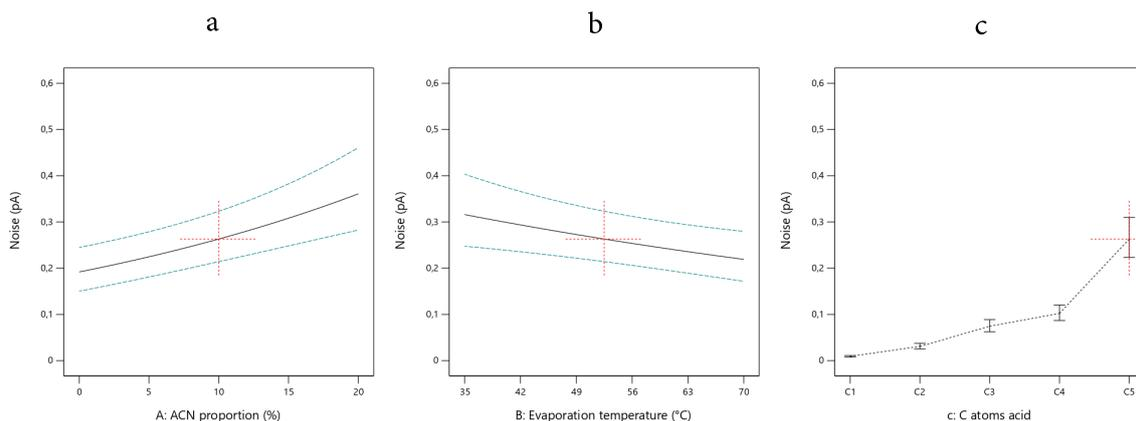 a
b
c
0,6
0,5
0,4
0,3
0,2
0,1
0
Noise (pA)
0
5
10
15
20
A: ACN proportion (%)
0,6
0,5
0,4
0,3
0,2
0,1
0
Noise (pA)
35
42
49
56
63
70
B: Evaporation temperature (°C)
0,6
0,5
0,4
0,3
0,2
0,1
0
Noise (pA)
C1
C2
C3
C4
C5
c: C atoms acid